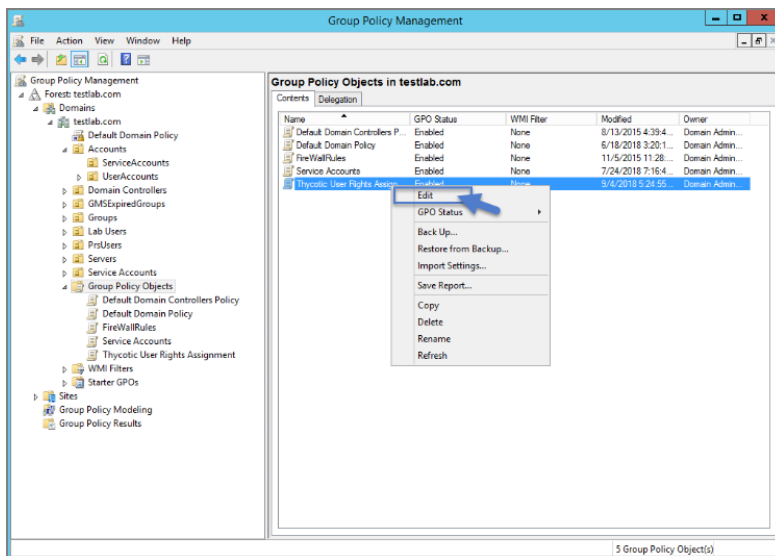 Group Policy Management
File Action View Window Help
Group Policy Management
Forest: testlab.com
Domains
testlab.com
Default Domain Policy
Accounts
ServiceAccounts
UserAccounts
Domain Controllers
GMSExpiredGroups
Groups
Lab Users
PrsUsers
Servers
Service Accounts
Group Policy Objects
Default Domain Controllers Policy
Default Domain Policy
FireWallRules
Service Accounts
Thycotic User Rights Assignment
WMI Filters
Starter GPOs
Sites
Group Policy Modeling
Group Policy Results
Group Policy Objects in testlab.com
Contents Delegation
Name GPO Status WMI Filter Modified Owner
Default Domain Controllers P... Enabled None 8/13/2015 4:39:4... Domain Admin...
Default Domain Policy Enabled None 6/18/2018 3:20:1... Domain Admin...
FireWallRules Enabled None 11/5/2015 11:28:... Domain Admin...
Service Accounts Enabled None 7/24/2018 7:16:4... Domain Admin...
Thycotic User Rights Assign... Enabled None 9/4/2018 5:24:55... Domain Admin...
Edit
GPO Status
Back Up...
Restore from Backup...
Import Settings...
Save Report...
Copy
Delete
Rename
Refresh
5 Group Policy Object(s)